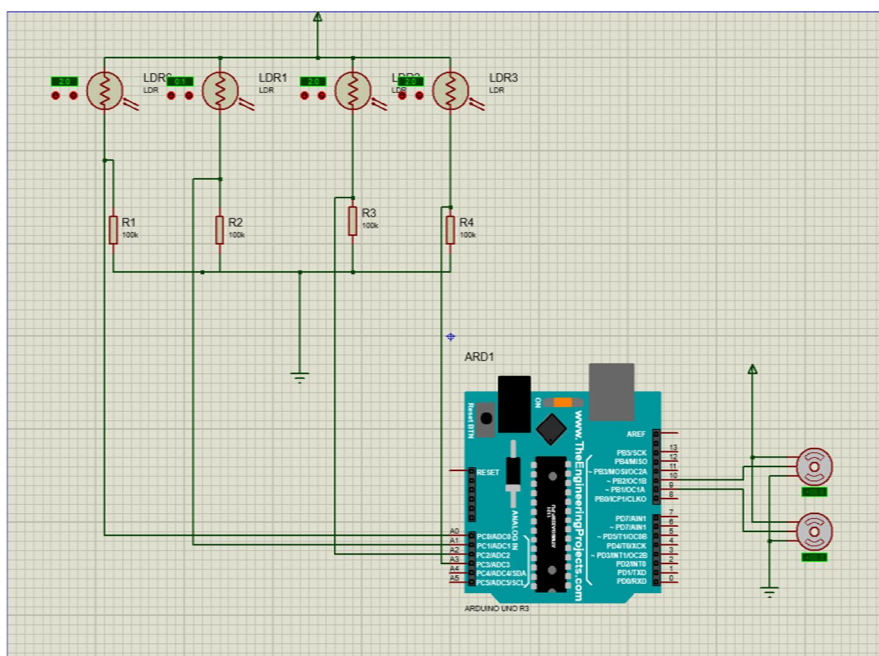 LDR1
LDR
LDR2
LDR3
LDR
2.0
0.1
2.0
2.0
LDR
LDR
R1
100k
R2
100k
R3
100k
R4
100k
ARD1
Reset BTN
ON
www.TheEngineeringProjects.com
ANALOG IN
RESET
AREF
PB5/SCK
13
PB4/MISO
12
~ PB3/MOSI/OC2A
11
~ PB2/OC1B
10
~ PB1/OC1A
9
PB0/ICP1/CLKO
8
PD7/AIN1
7
~ PD7/AIN1
6
~ PD5/T1/OC0B
5
PD4/T0/XCK
4
~ PD3/INT1/OC2B
3
PD2/INT0
2
PD1/TXD
1
PD0/RXD
0
A0
PC0/ADC0
A1
PC1/ADC1
A2
PC2/ADC2
A3
PC3/ADC3
A4
PC4/ADC4/SDA
A5
PC5/ADC5/SCL
ARDUINO UNO R3